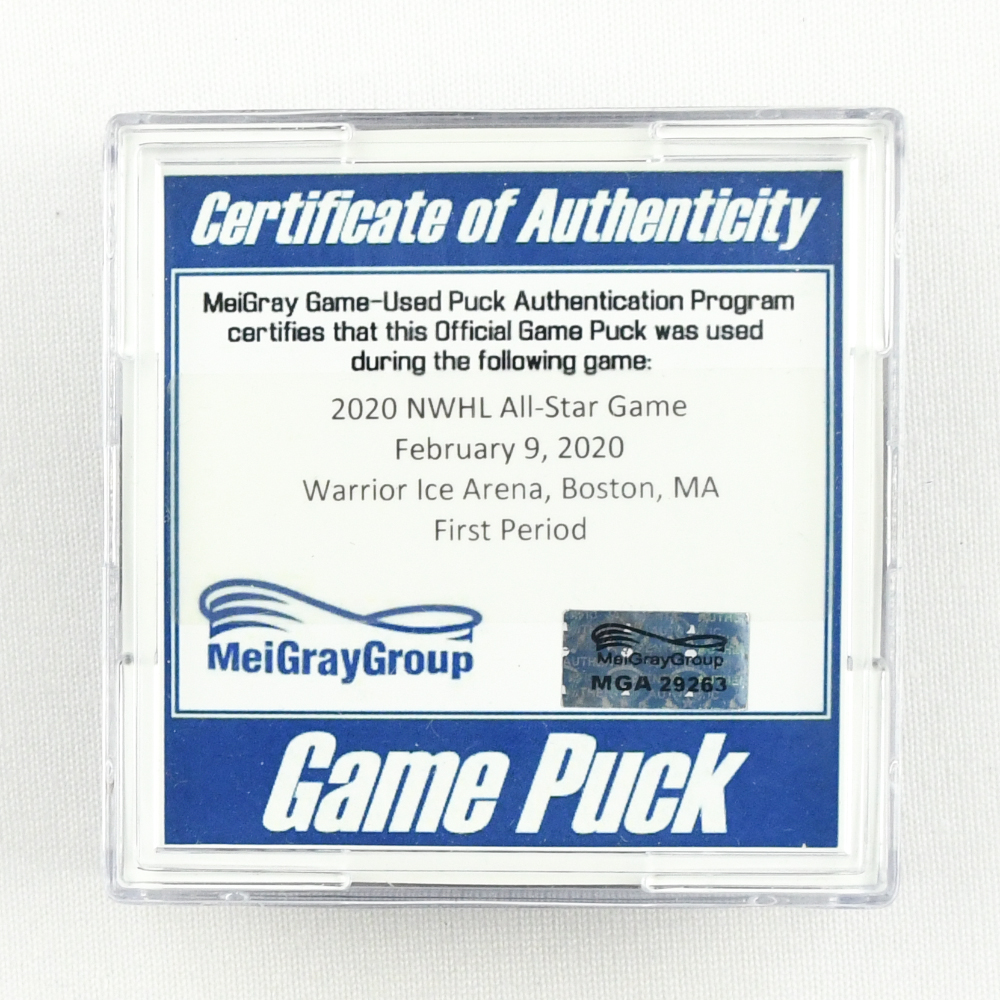 Certificate of Authenticity
MeiGray Game-Used Puck Authentication Program
certifies that this Official Game Puck was used
during the following game:
2020 NWHL All-Star Game
February 9, 2020
Warrior Ice Arena, Boston, MA
First Period
MeiGrayGroup
MeiGrayGroup
MGA 29263
Game Puck